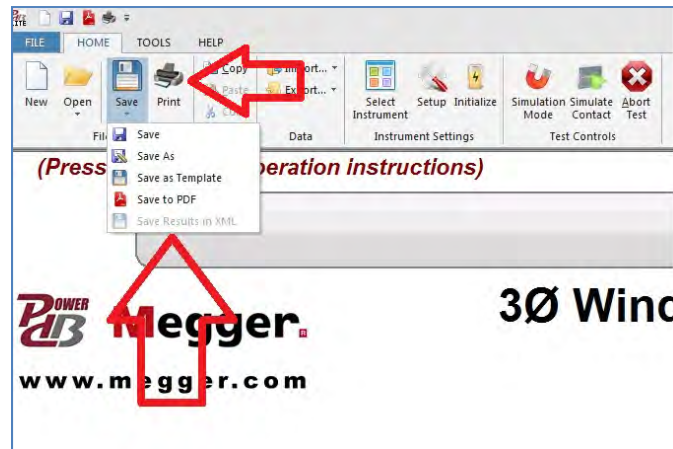 FILE HOME TOOLS HELP
Copy Import...
Paste Export...
New Open Save Print Select Instrument Setup Initialize Simulation Mode Simulate Contact Abort Test
Data Instrument Settings Test Controls
Save
Save As
Save as Template
Save to PDF
Save Results in XML
(Press eration instructions)
POWER DB Megger.
3Ø Wind
www.megger.com